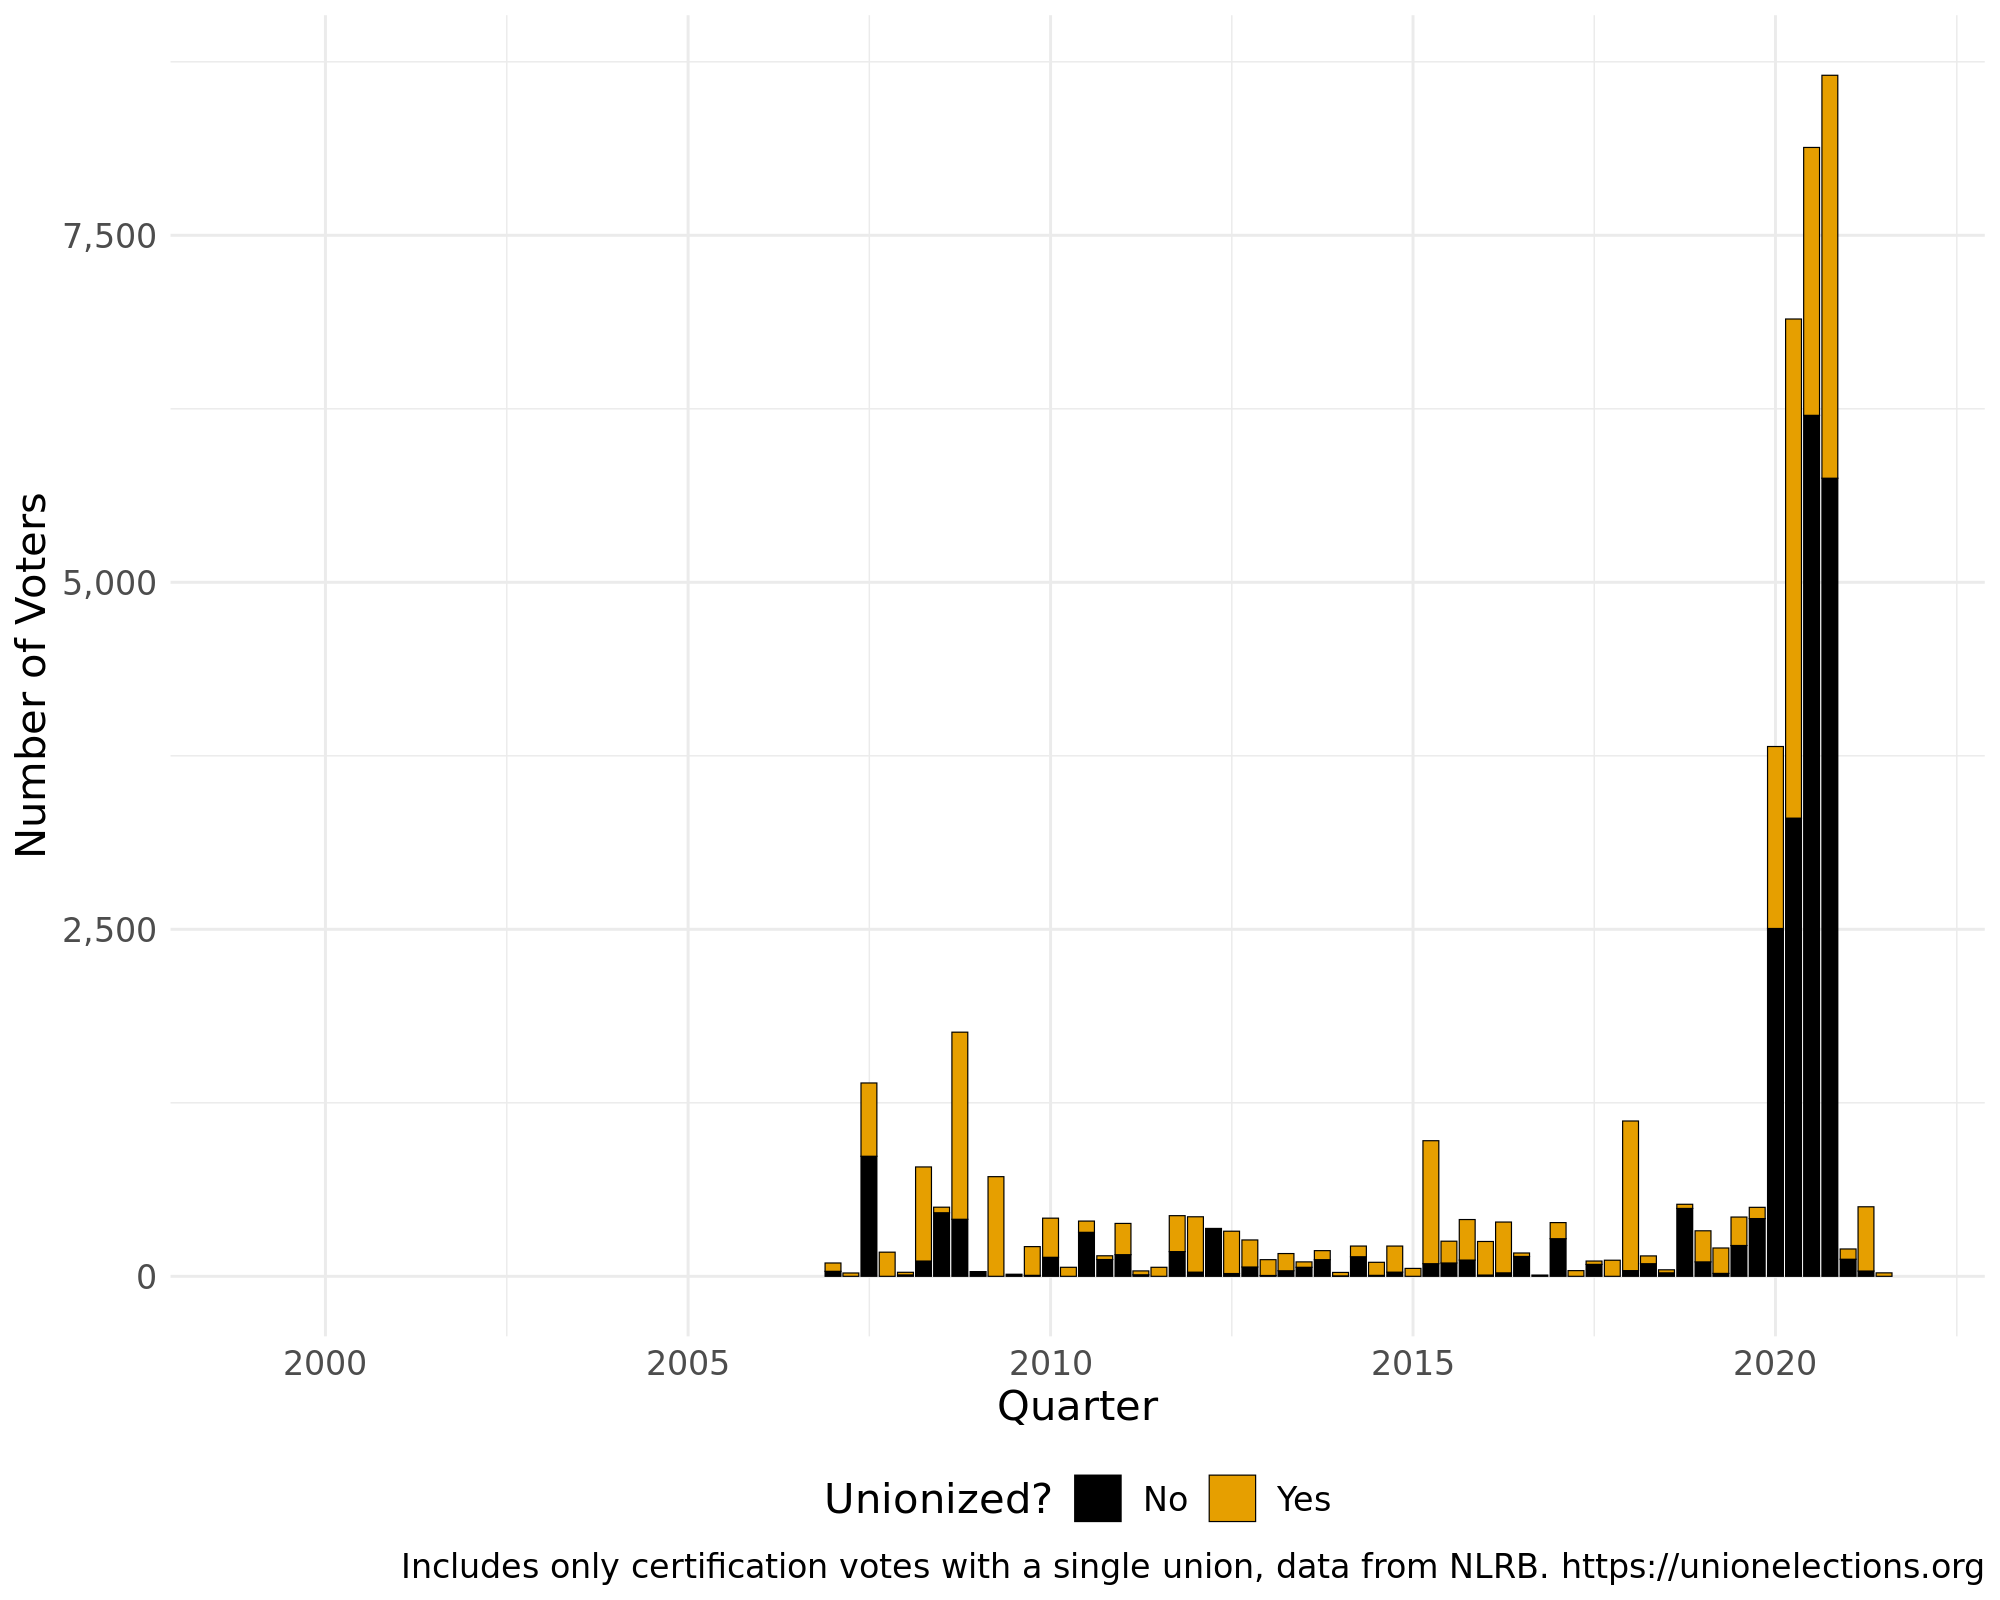 Number of Voters
7,500
5,000
2,500
0
2000 2005 2010 2015 2020
Quarter
Unionized? No Yes
Includes only certification votes with a single union, data from NLRB. https://unionelections.org